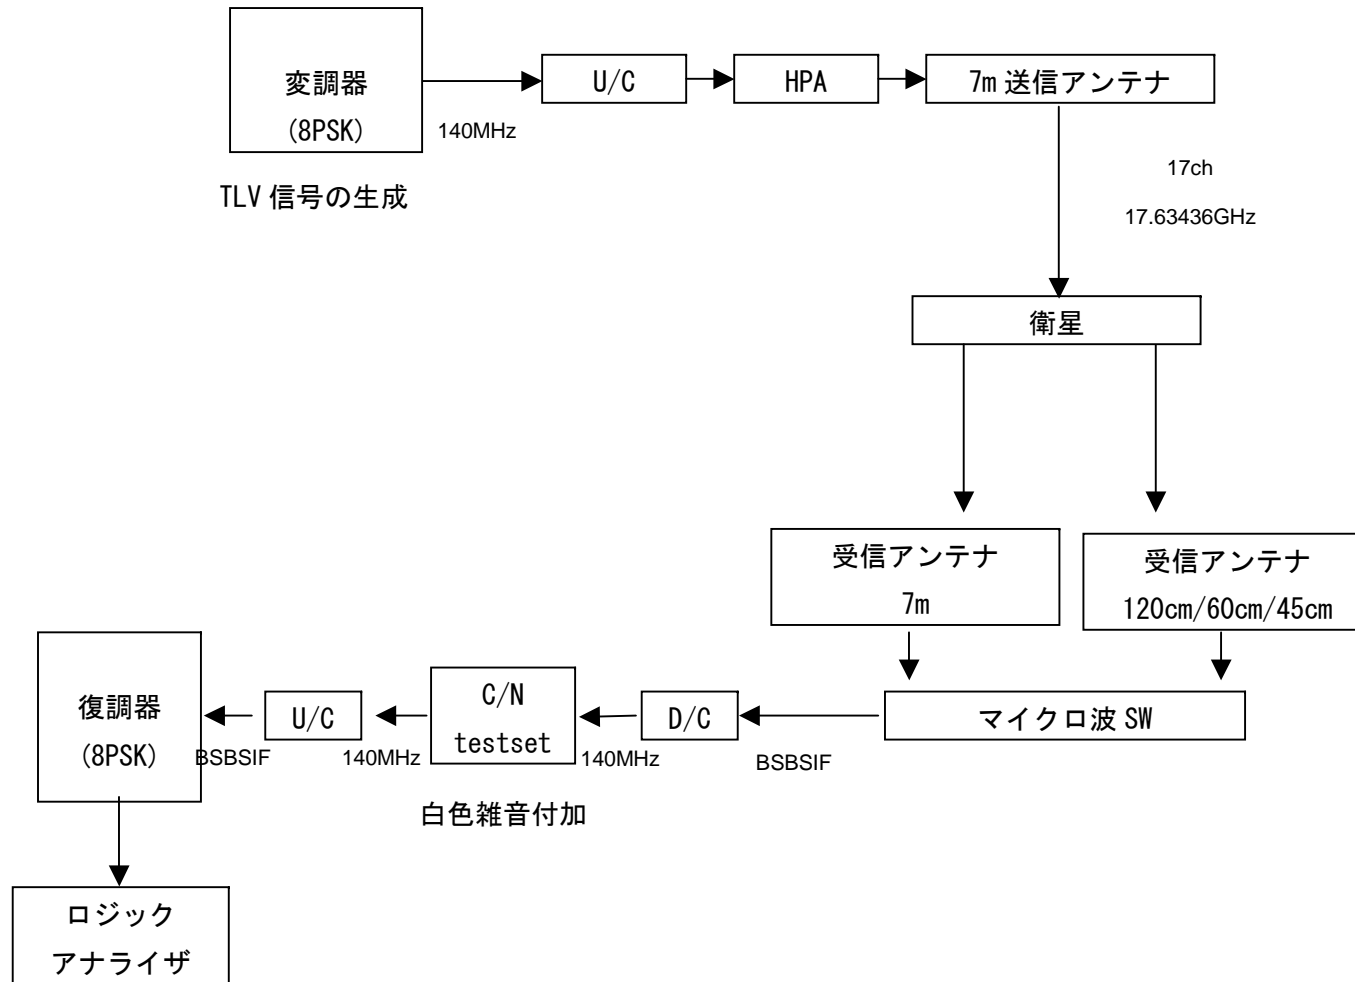 変調器
(8PSK)
140MHz
U/C
HPA
7m 送信アンテナ
TLV 信号の生成
17ch
17.63436GHz
衛星
受信アンテナ
7m
受信アンテナ
120cm/60cm/45cm
マイクロ波 SW
BSBSIF
D/C
140MHz
C/N
testset
白色雑音付加
140MHz
U/C
BSBSIF
復調器
(8PSK)
ロジック
アナライザ